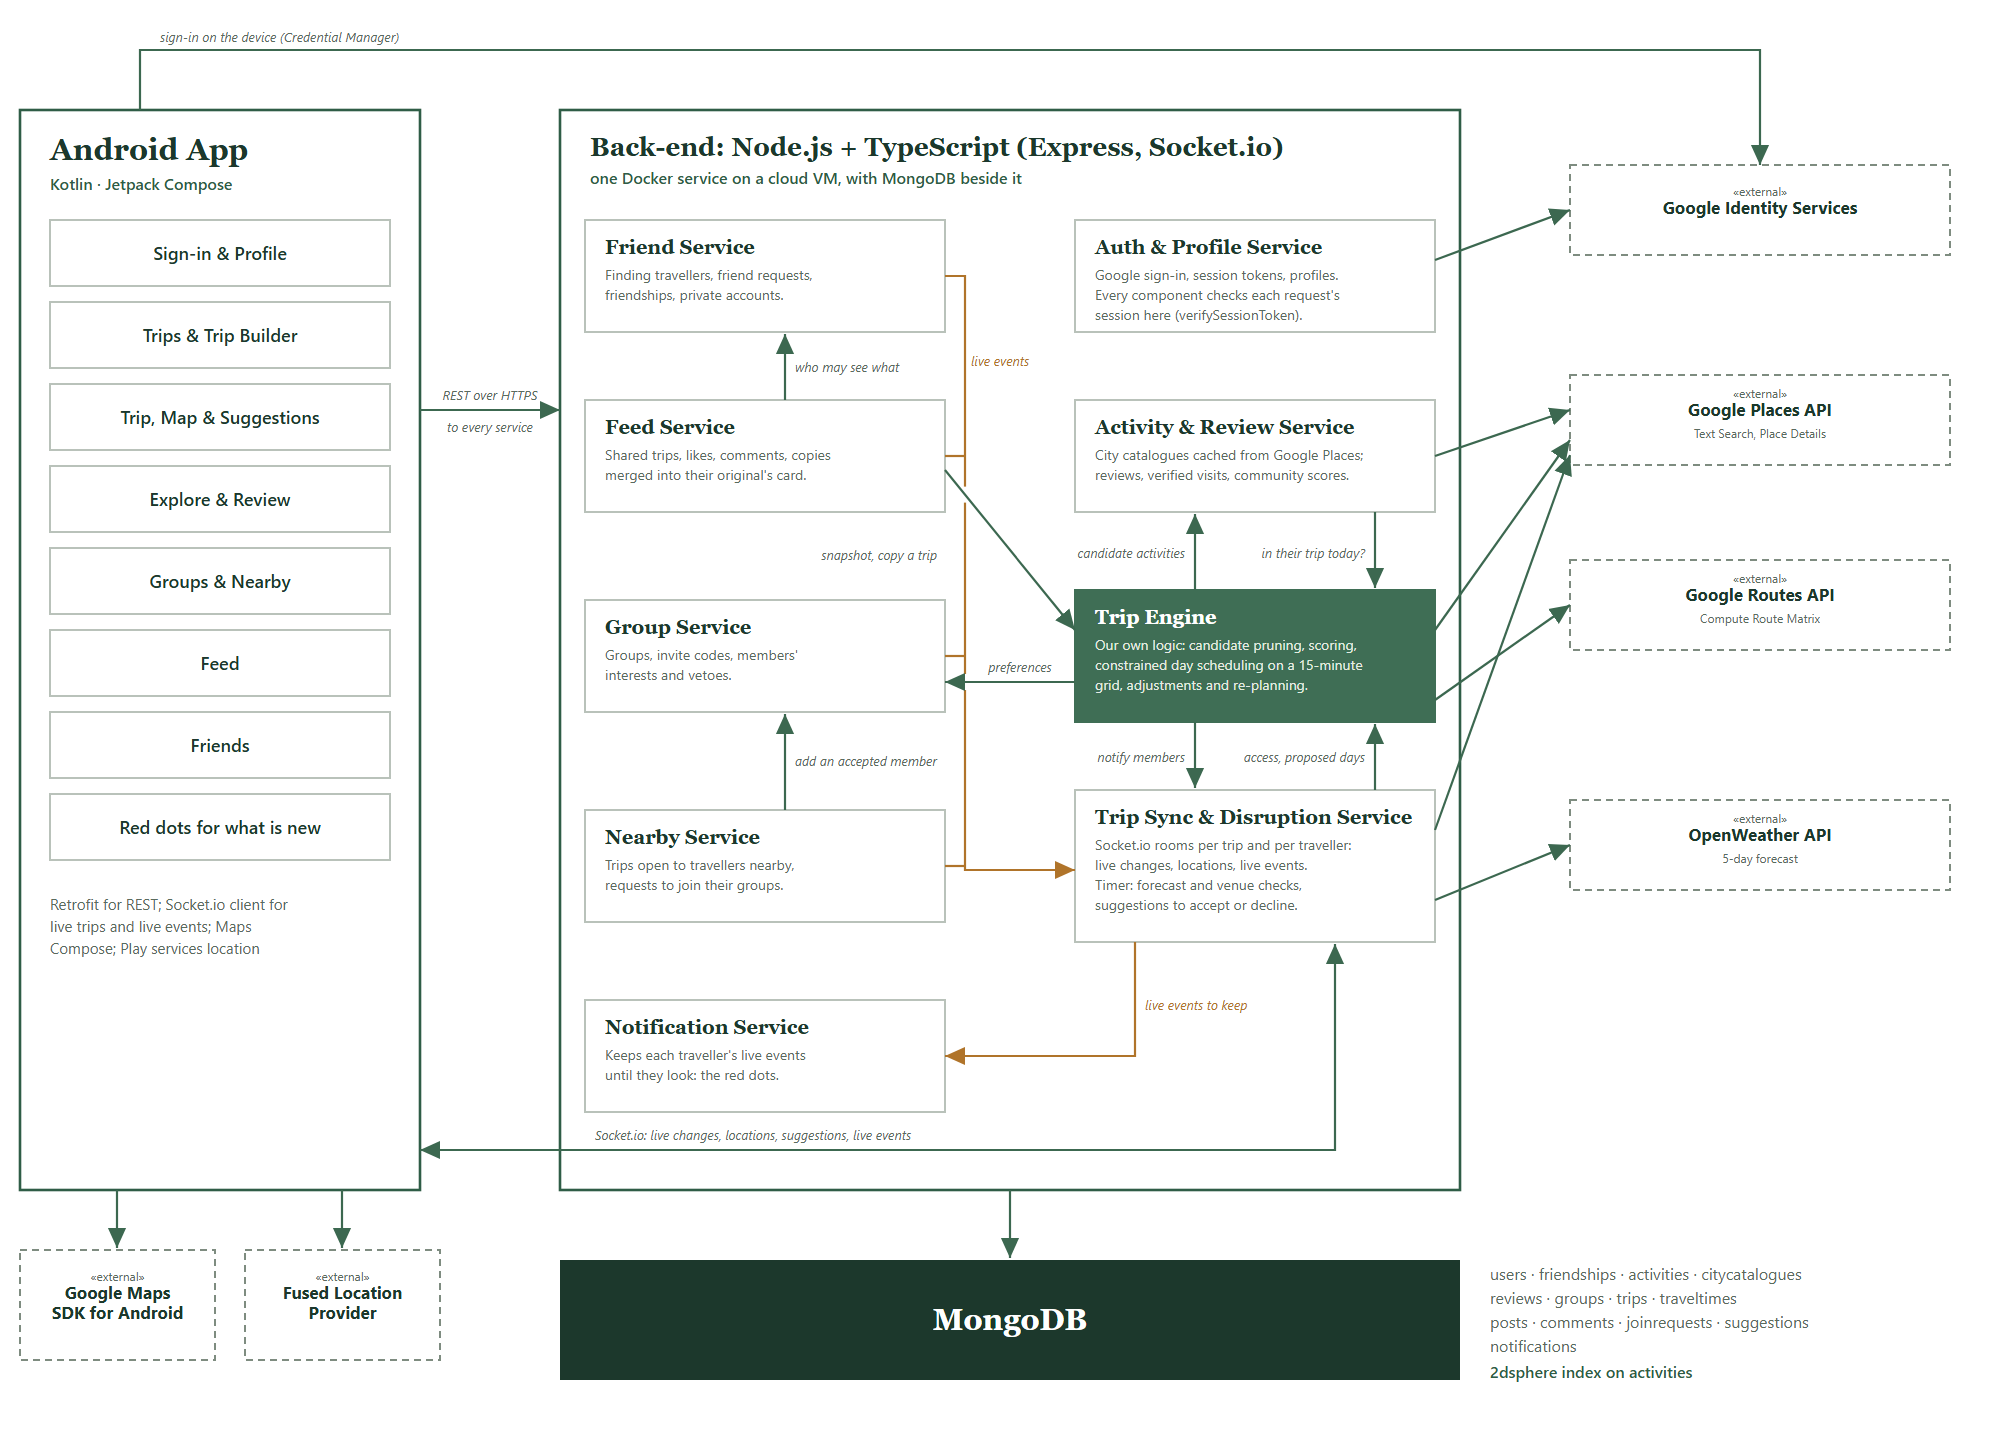 sign-in on the device (Credential Manager)
Android App
Kotlin · Jetpack Compose
Sign-in & Profile
Trips & Trip Builder
Trip, Map & Suggestions
Explore & Review
Groups & Nearby
Feed
Friends
Red dots for what is new
Retrofit for REST; Socket.io client for
live trips and live events; Maps
Compose; Play services location
REST over HTTPS
to every service
Back-end: Node.js + TypeScript (Express, Socket.io)
one Docker service on a cloud VM, with MongoDB beside it
Friend Service
Finding travellers, friend requests,
friendships, private accounts.
who may see what
live events
Feed Service
Shared trips, likes, comments, copies
merged into their original's card.
snapshot, copy a trip
Group Service
Groups, invite codes, members'
interests and vetoes.
preferences
add an accepted member
Nearby Service
Trips open to travellers nearby,
requests to join their groups.
Notification Service
Keeps each traveller's live events
until they look: the red dots.
Auth & Profile Service
Google sign-in, session tokens, profiles.
Every component checks each request's
session here (verifySessionToken).
Activity & Review Service
City catalogues cached from Google Places;
reviews, verified visits, community scores.
candidate activities
in their trip today?
Trip Engine
Our own logic: candidate pruning, scoring,
constrained day scheduling on a 15-minute
grid, adjustments and re-planning.
notify members
access, proposed days
Trip Sync & Disruption Service
Socket.io rooms per trip and per traveller:
live changes, locations, live events.
Timer: forecast and venue checks,
suggestions to accept or decline.
live events to keep
Socket.io: live changes, locations, suggestions, live events
«external»
Google Identity Services
«external»
Google Places API
Text Search, Place Details
«external»
Google Routes API
Compute Route Matrix
«external»
OpenWeather API
5-day forecast
«external»
Google Maps
SDK for Android
«external»
Fused Location
Provider
MongoDB
users · friendships · activities · citycatalogues
reviews · groups · trips · traveltimes
posts · comments · joinrequests · suggestions
notifications
2dsphere index on activities